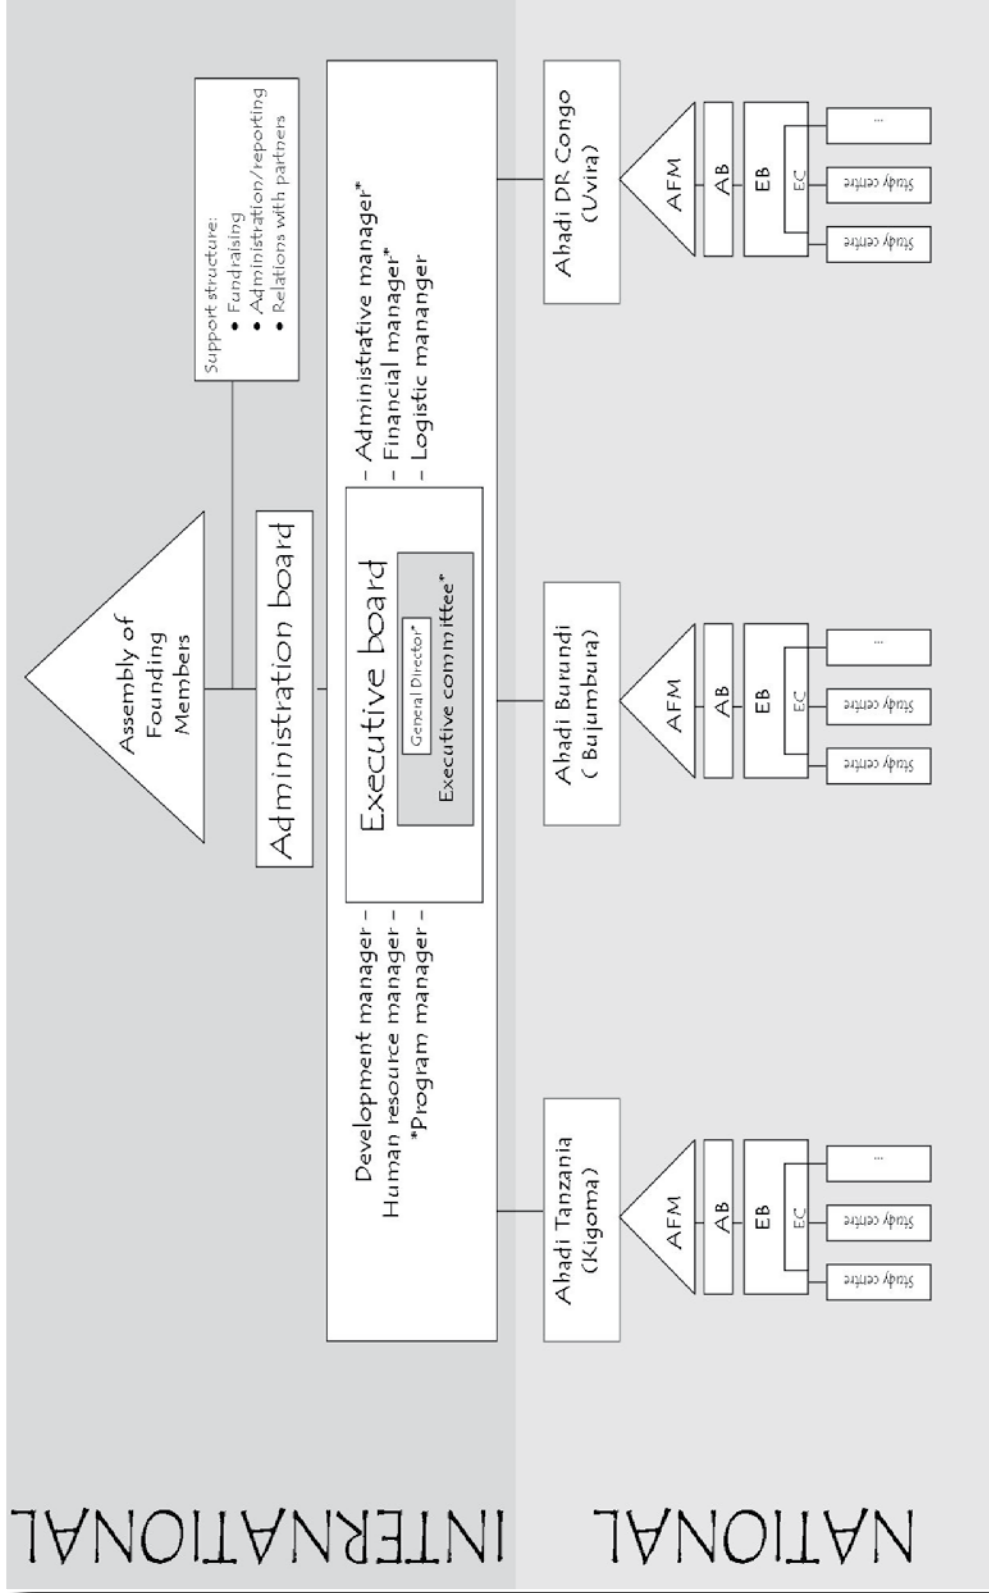 INTERNATIONAL
Assembly of
Founding
Members
Support structure:
• Fundraising
• Administration/reporting
• Relations with partners
Administration board
Development manager -
Human resource manager -
*Program manager -
Executive board
General Director*
Executive committee*
- Administrative manager*
- Financial manager*
- Logistic mananger
NATIONAL
Ahadi Tanzania
(Kigoma)
AFM
AB
EB
EC
Study centre
Study centre
...
Ahadi Burundi
( Bujumbura)
AFM
AB
EB
EC
Study centre
Study centre
...
Ahadi DR Congo
(Uvira)
AFM
AB
EB
EC
Study centre
Study centre
...